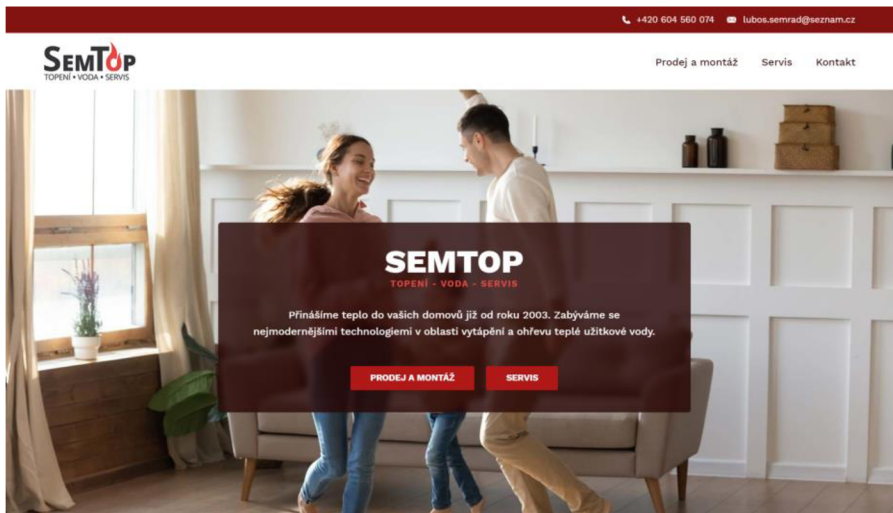 +420 604 560 074 lubos.semrad@seznam.cz
SEMTOP
TOPENÍ • VODA • SERVIS
Prodej a montáž Servis Kontakt
SEMTOP
TOPENÍ - VODA - SERVIS
Přinášíme teplo do vašich domovů již od roku 2003. Zabýváme se
nejmodernějšími technologiemi v oblasti vytápění a ohřevu teplé užitkové vody.
PRODEJ A MONTÁŽ SERVIS